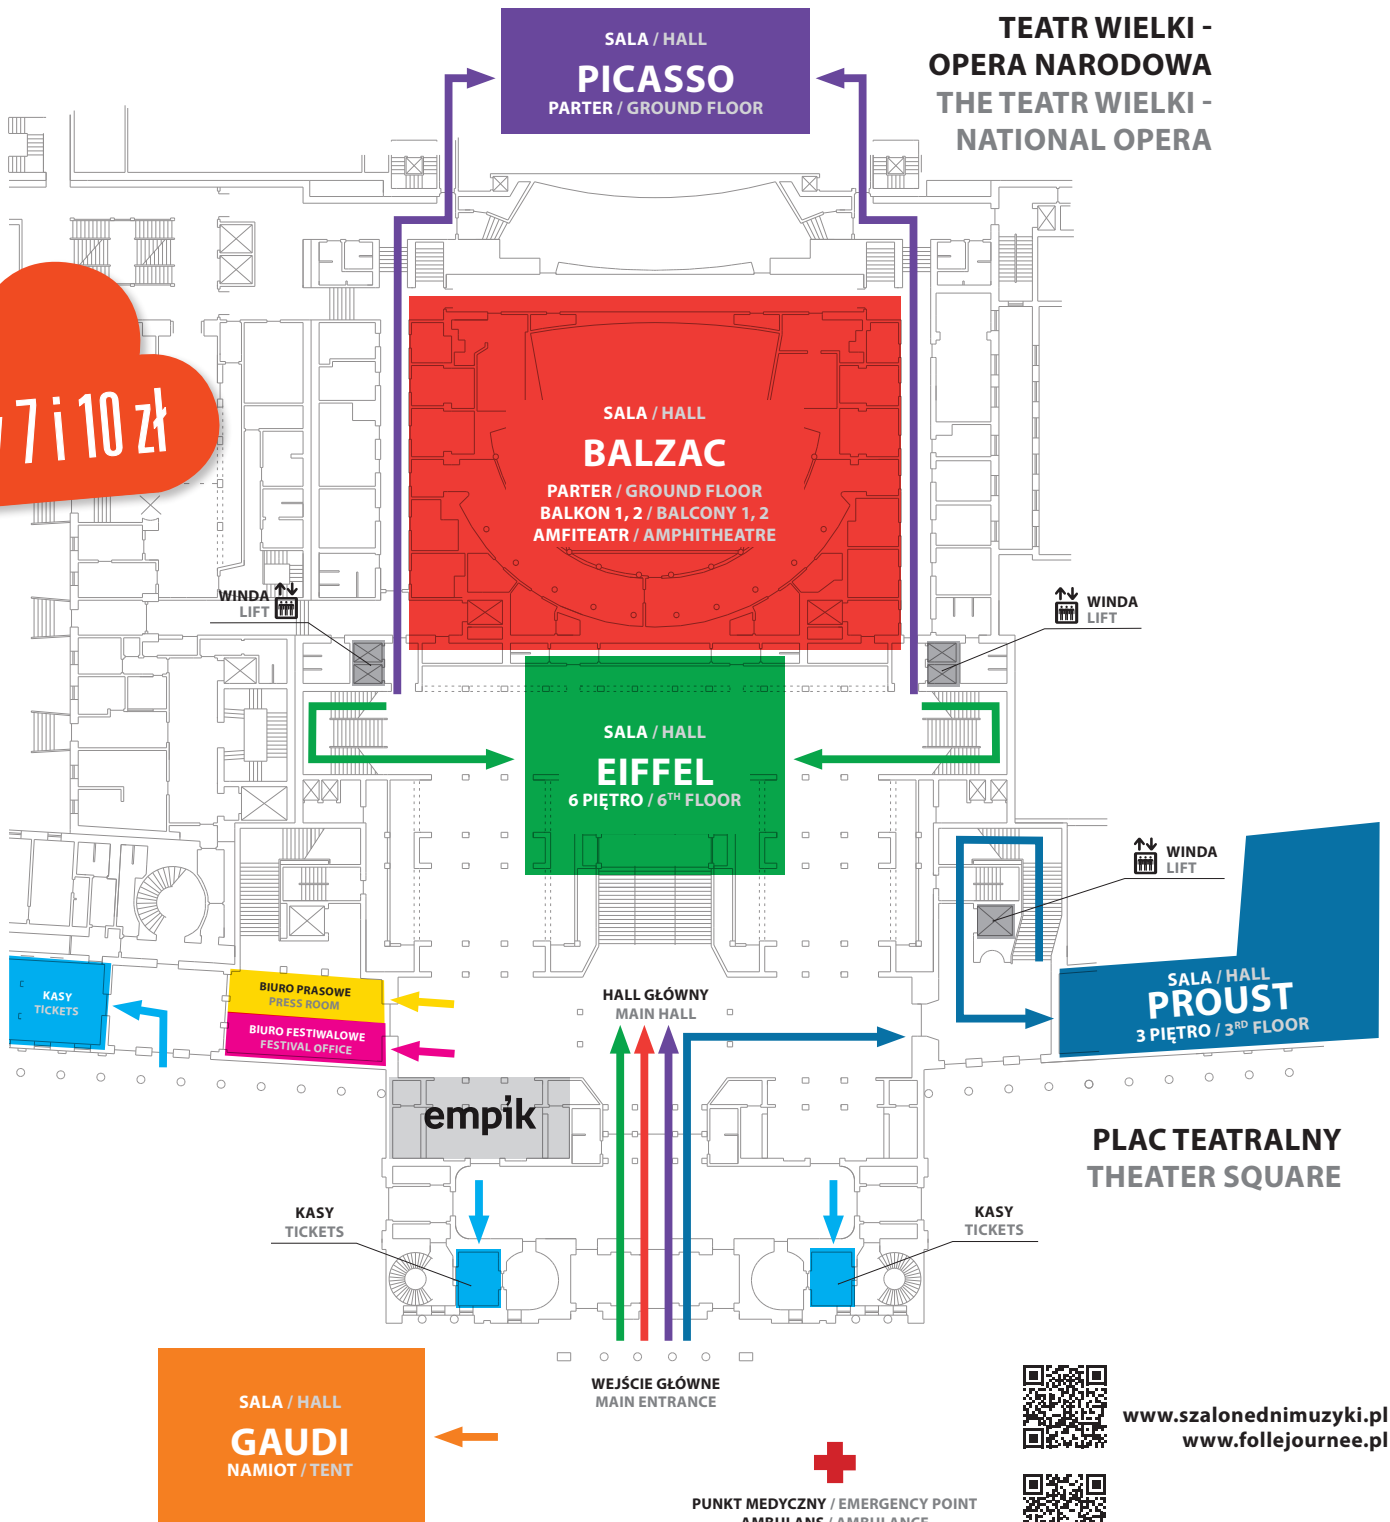 SALA / HALL
PICASSO
PARTER / GROUND FLOOR
TEATR WIELKI -
OPERA NARODOWA
THE TEATR WIELKI -
NATIONAL OPERA
7 i 10 zł
SALA / HALL
BALZAC
PARTER / GROUND FLOOR
BALKON 1, 2 / BALCONY 1, 2
AMFITEATR / AMPHITHEATRE
WINDA
LIFT
WINDA
LIFT
SALA / HALL
EIFFEL
6 PIĘTRO / 6TH FLOOR
WINDA
LIFT
SALA / HALL
PROUST
3 PIĘTRO / 3RD FLOOR
KASY
TICKETS
BIURO PRASOWE
PRESS ROOM
BIURO FESTIWALOWE
FESTIVAL OFFICE
HALL GŁÓWNY
MAIN HALL
empik
PLAC TEATRALNY
THEATER SQUARE
KASY
TICKETS
KASY
TICKETS
WEJŚCIE GŁÓWNE
MAIN ENTRANCE
SALA / HALL
GAUDI
NAMIOT / TENT
www.szalonednimuzyki.pl
www.follejournee.pl
PUNKT MEDYCZNY / EMERGENCY POINT
AMBULANS / AMBULANCE